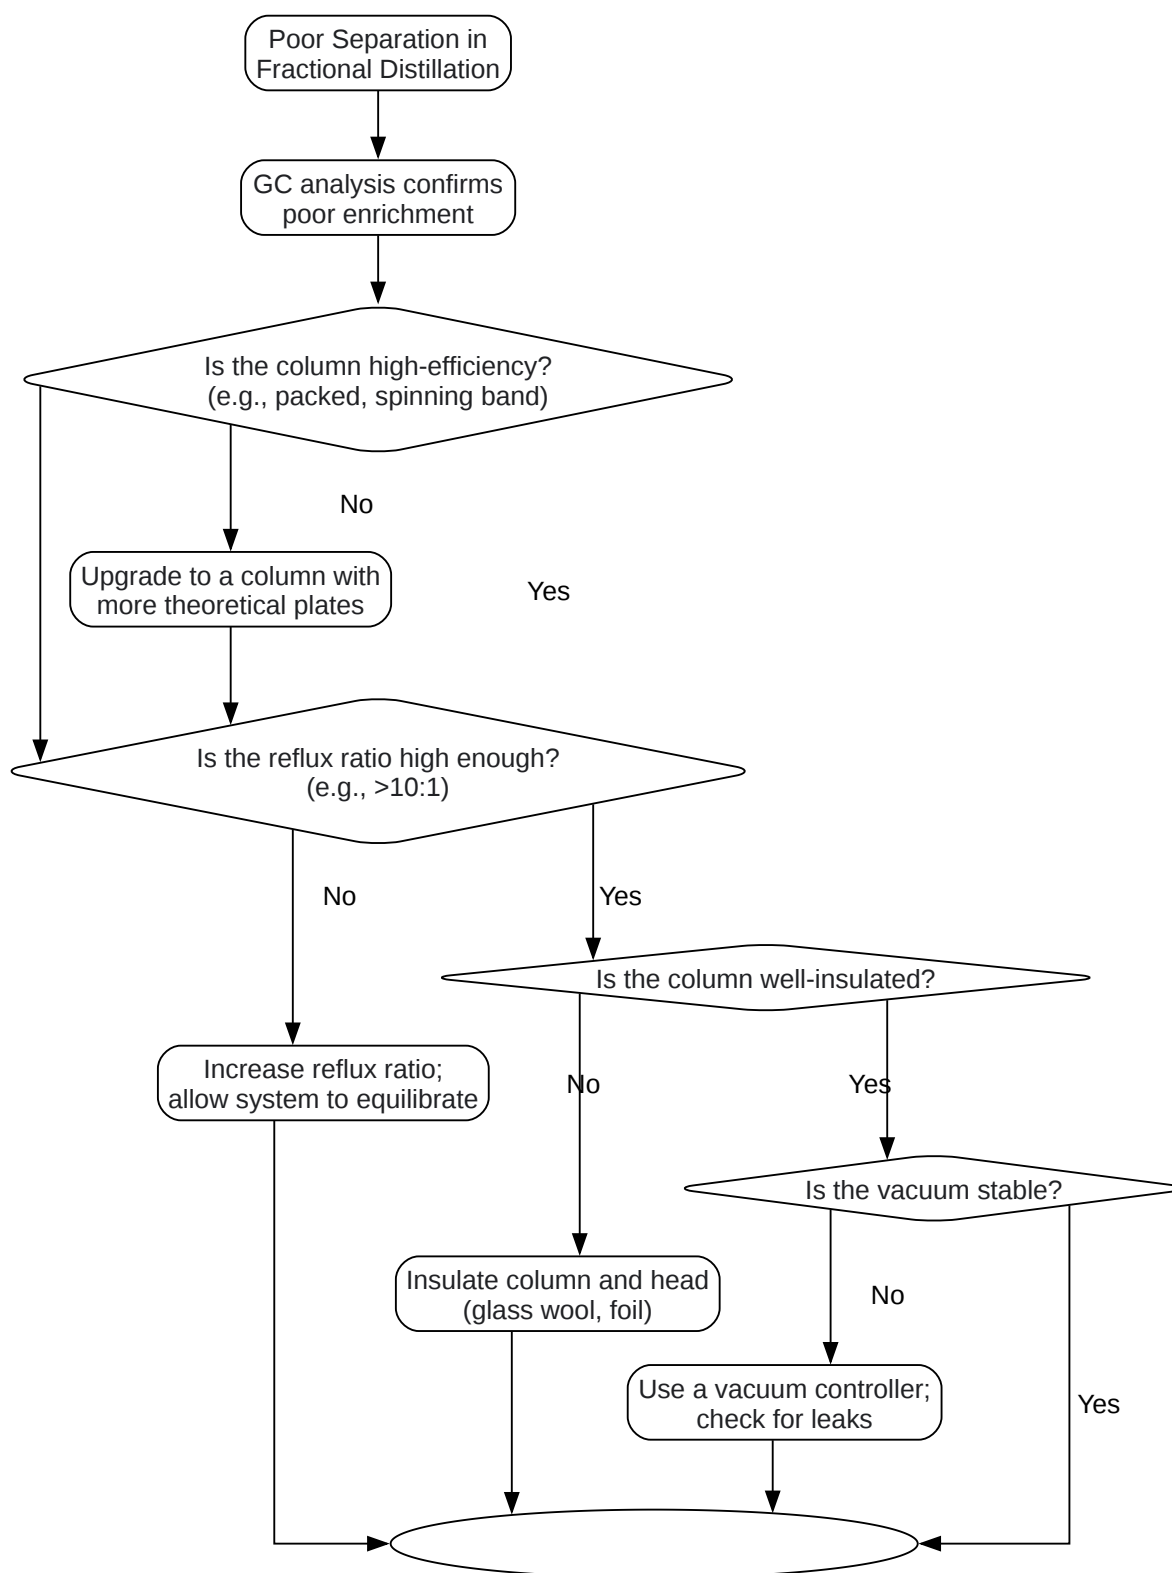 Poor Separation in
Fractional Distillation
GC analysis confirms
poor enrichment
Is the column high-efficiency?
(e.g., packed, spinning band)
No
Upgrade to a column with
more theoretical plates
Yes
Is the reflux ratio high enough?
(e.g., >10:1)
No
Yes
Is the column well-insulated?
Increase reflux ratio;
allow system to equilibrate
No
Yes
Is the vacuum stable?
Insulate column and head
(glass wool, foil)
No
Use a vacuum controller;
check for leaks
Yes